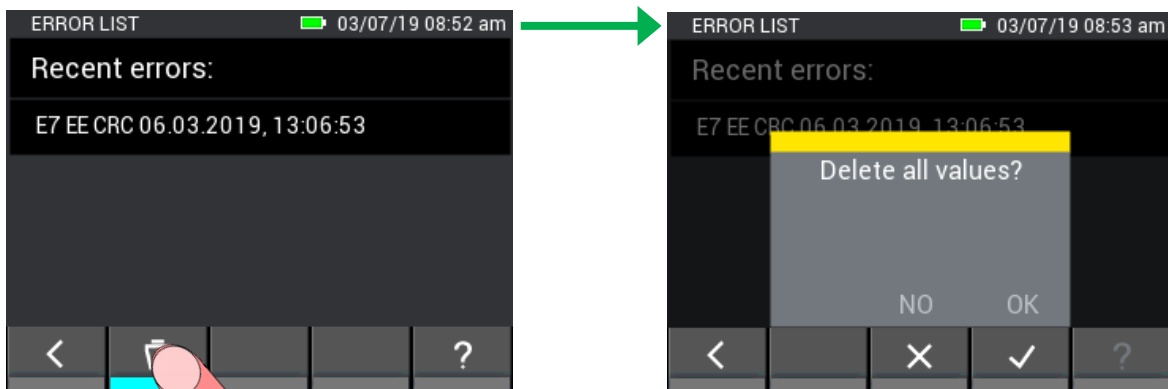 ERROR LIST 03/07/19 08:52 am
Recent errors:
E7 EE CRC 06.03.2019, 13:06:53
?
ERROR LIST 03/07/19 08:53 am
Recent errors:
E7 EE CRC 06.03.2019, 13:06:53
Delete all values?
NO OK
?